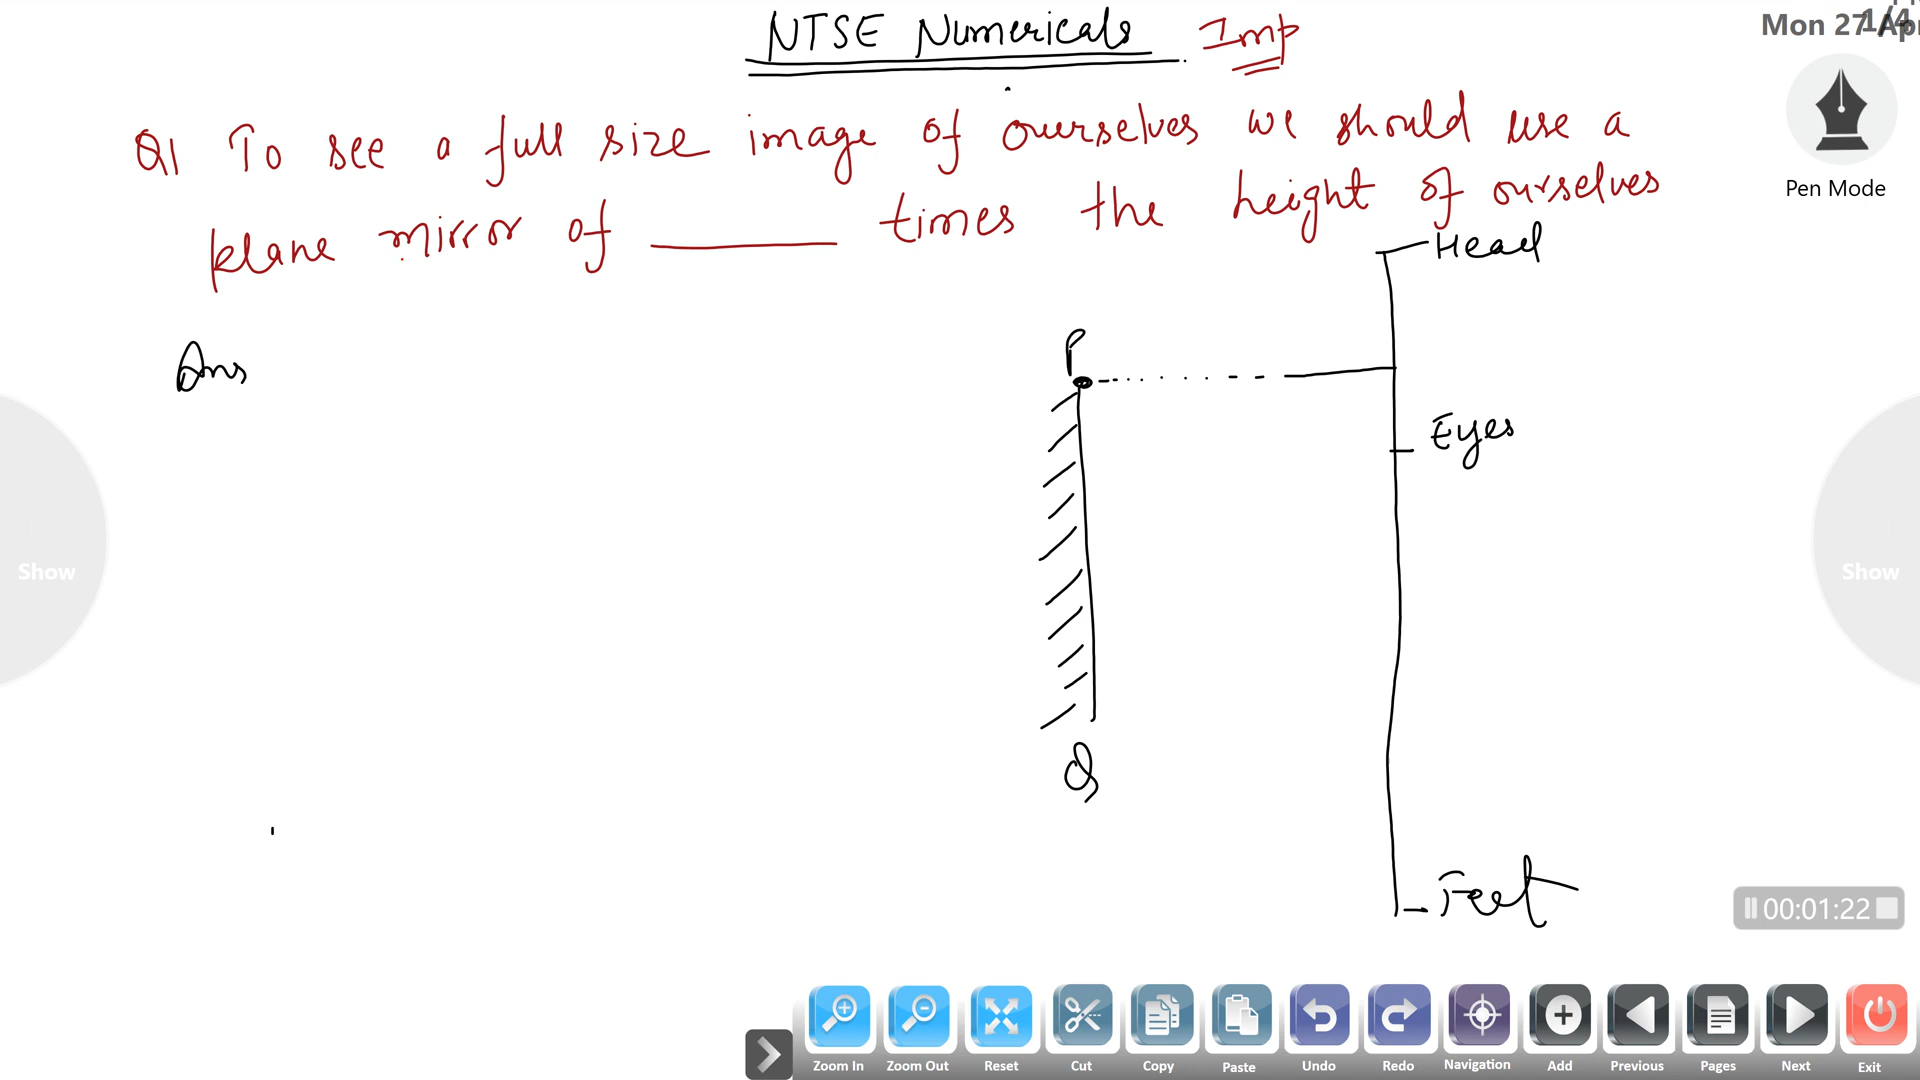 NTSE Numericals Imp
Mon 27 Ap
1/4
Q1 To see a full size image of ourselves we should use a
plane mirror of ______ times the height of ourselves
Pen Mode
Head
Ans
P
Eyes
Show
Show
Q
Feet
00:01:22
Zoom In Zoom Out Reset Cut Copy Paste Undo Redo Navigation Add Previous Pages Next Exit